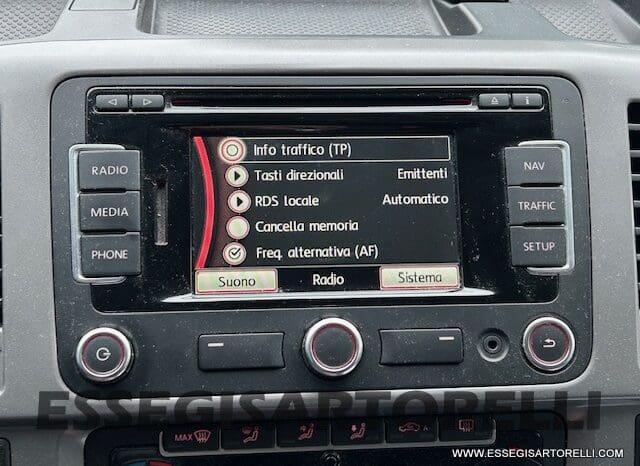 RADIO
MEDIA
PHONE
Info traffico (TP)
Tasti direzionali Emittenti
RDS locale Automatico
Cancella memoria
Freq. alternativa (AF)
Suono Radio Sistema
NAV
TRAFFIC
SETUP
ESSEGISARTORELLI
MAX
A
WWW.ESSEGISARTORELLI.COM